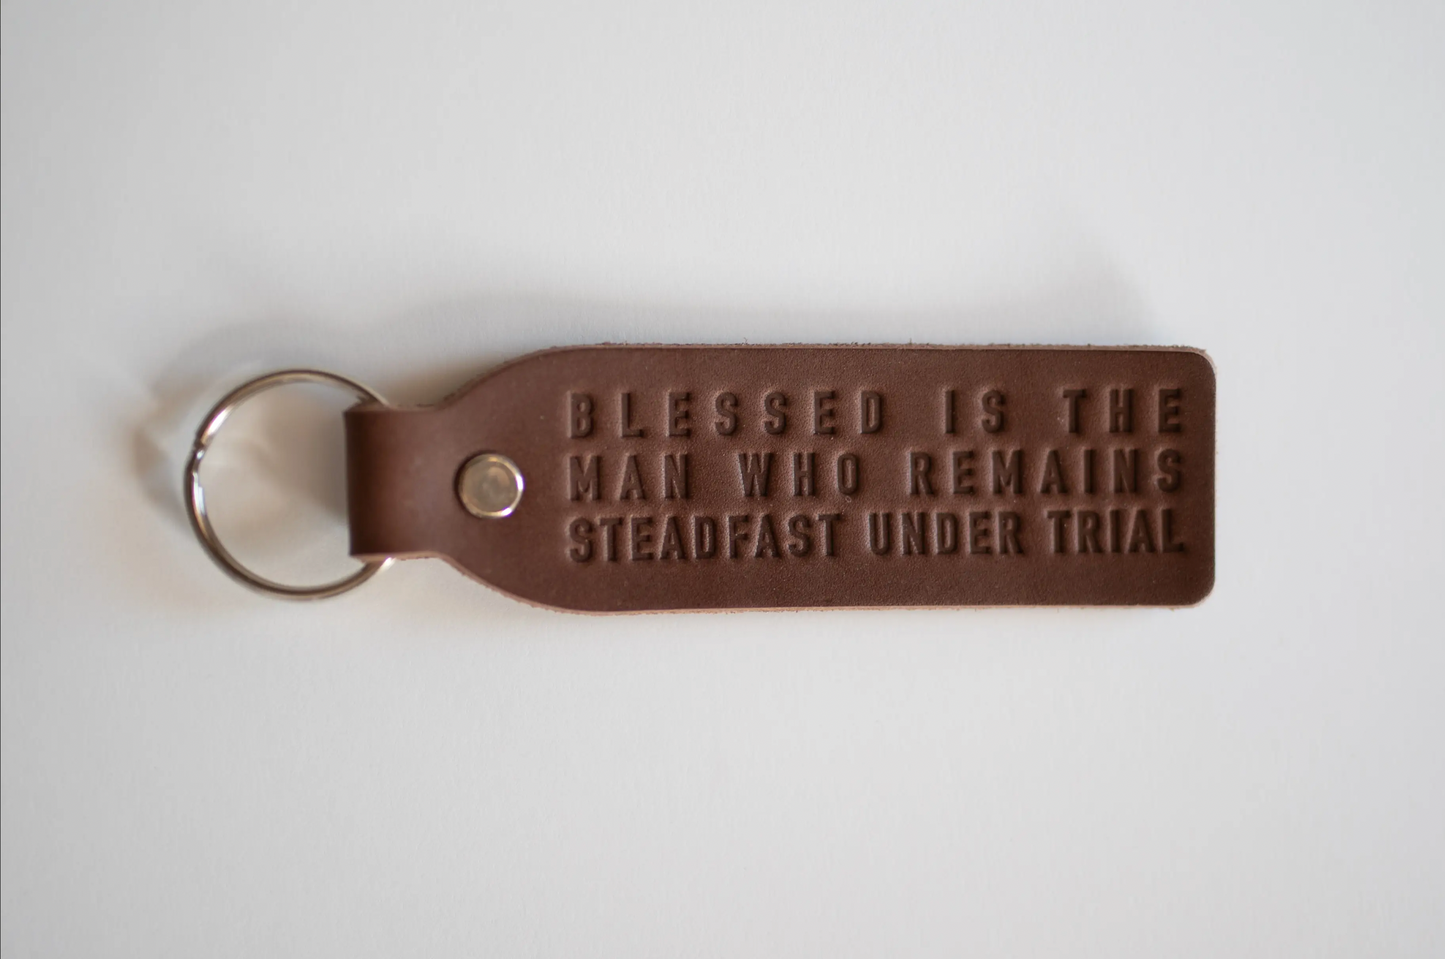 BLESSED IS THE
MAN WHO REMAINS
STEADFAST UNDER TRIAL